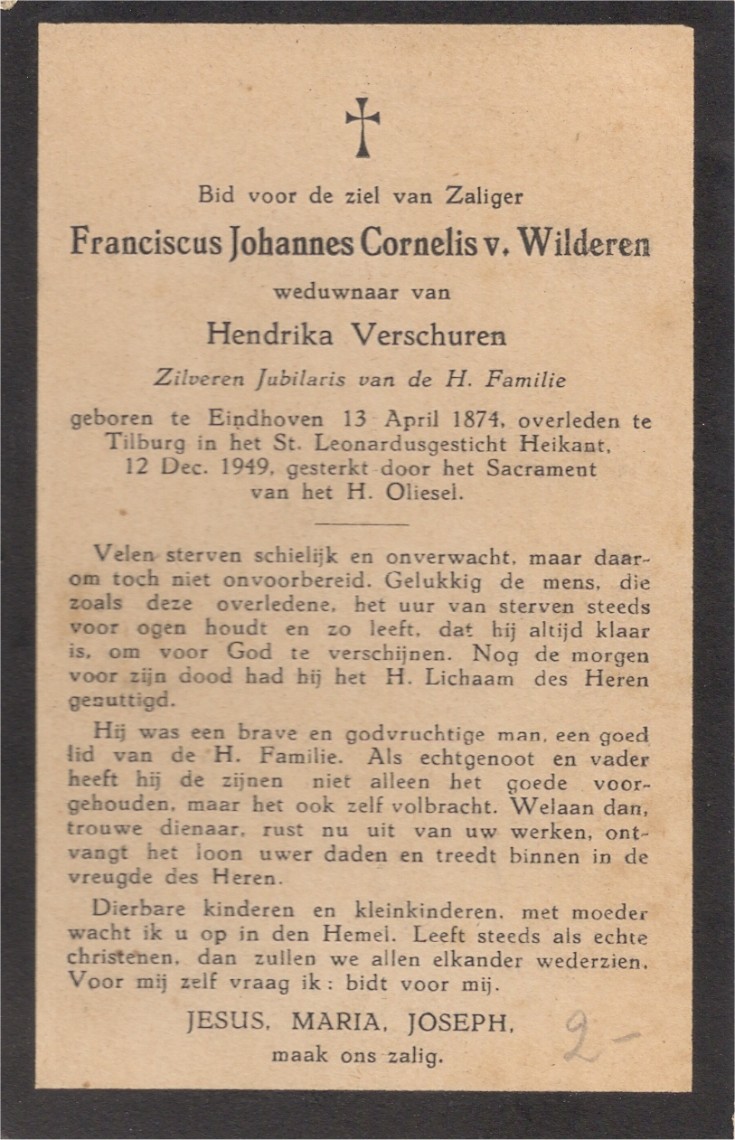 Bid voor de ziel van Zaliger
Franciscus Johannes Cornelis v. Wilderen
weduwnaar van
Hendrika Verschuren
Zilveren Jubilaris van de H. Familie
geboren te Eindhoven 13 April 1874, overleden te
Tilburg in het St. Leonardusgesticht Heikant,
12 Dec. 1949, gesterkt door het Sacrament
van het H. Oliesel.
Velen sterven schielijk en onverwacht, maar daar-
om toch niet onvoorbereid. Gelukkig de mens, die
zoals deze overledene, het uur van sterven steeds
voor ogen houdt en zo leeft, dat hij altijd klaar
is, om voor God te verschijnen. Nog de morgen
voor zijn dood had hij het H. Lichaam des Heren
genuttigd.
Hij was een brave en godvruchtige man, een goed
lid van de H. Familie. Als echtgenoot en vader
heeft hij de zijnen niet alleen het goede voor-
gehouden, maar het ook zelf volbracht. Welaan dan,
trouwe dienaar, rust nu uit van uw werken, ont-
vangt het loon uwer daden en treedt binnen in de
vreugde des Heren.
Dierbare kinderen en kleinkinderen, met moeder
wacht ik u op in den Hemel. Leeft steeds als echte
christenen, dan zullen we allen elkander wederzien.
Voor mij zelf vraag ik: bidt voor mij.
JESUS, MARIA, JOSEPH,
maak ons zalig.
2-